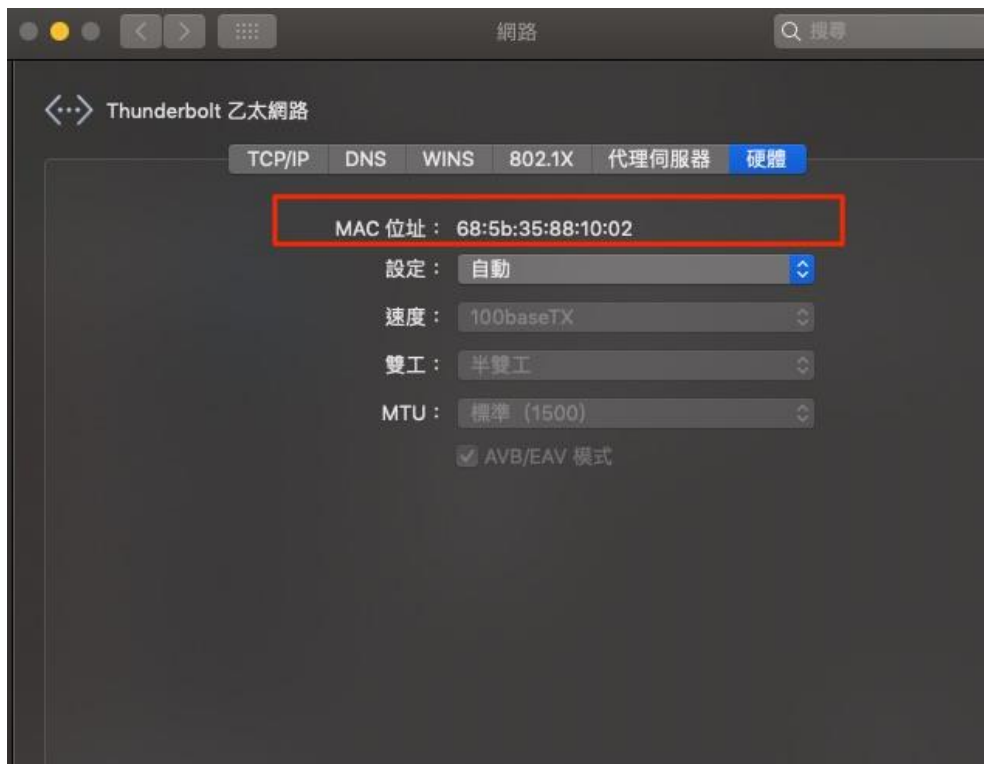 網路
搜尋
Thunderbolt 乙太網路
TCP/IP DNS WINS 802.1X 代理伺服器 硬體
MAC 位址： 68:5b:35:88:10:02
設定： 自動
速度： 100baseTX
雙工： 半雙工
MTU： 標準（1500）
AVB/EAV 模式